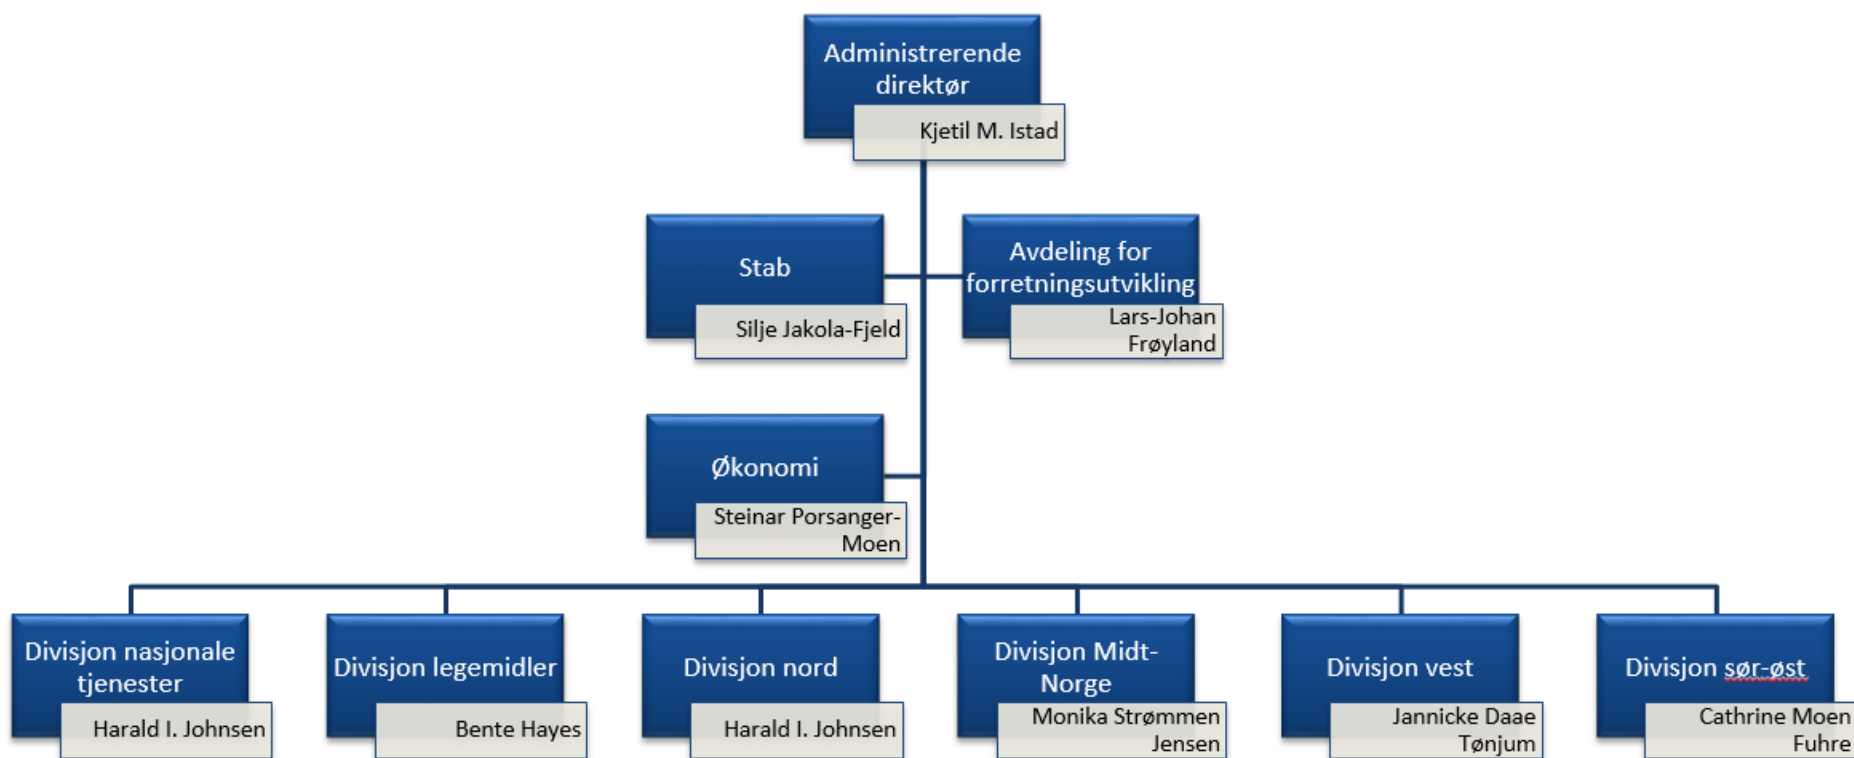 Administrerende
direktør
Kjetil M. Istad
Stab
Silje Jakola-Fjeld
Avdeling for
forretningsutvikling
Lars-Johan
Frøyland
Økonomi
Steinar Porsanger-
Moen
Divisjon nasjonale
tjenester
Harald I. Johnsen
Divisjon legemidler
Bente Hayes
Divisjon nord
Harald I. Johnsen
Divisjon Midt-
Norge
Monika Strømmen
Jensen
Divisjon vest
Jannicke Daae
Tønjum
Divisjon sør-øst
Cathrine Moen
Fuhre